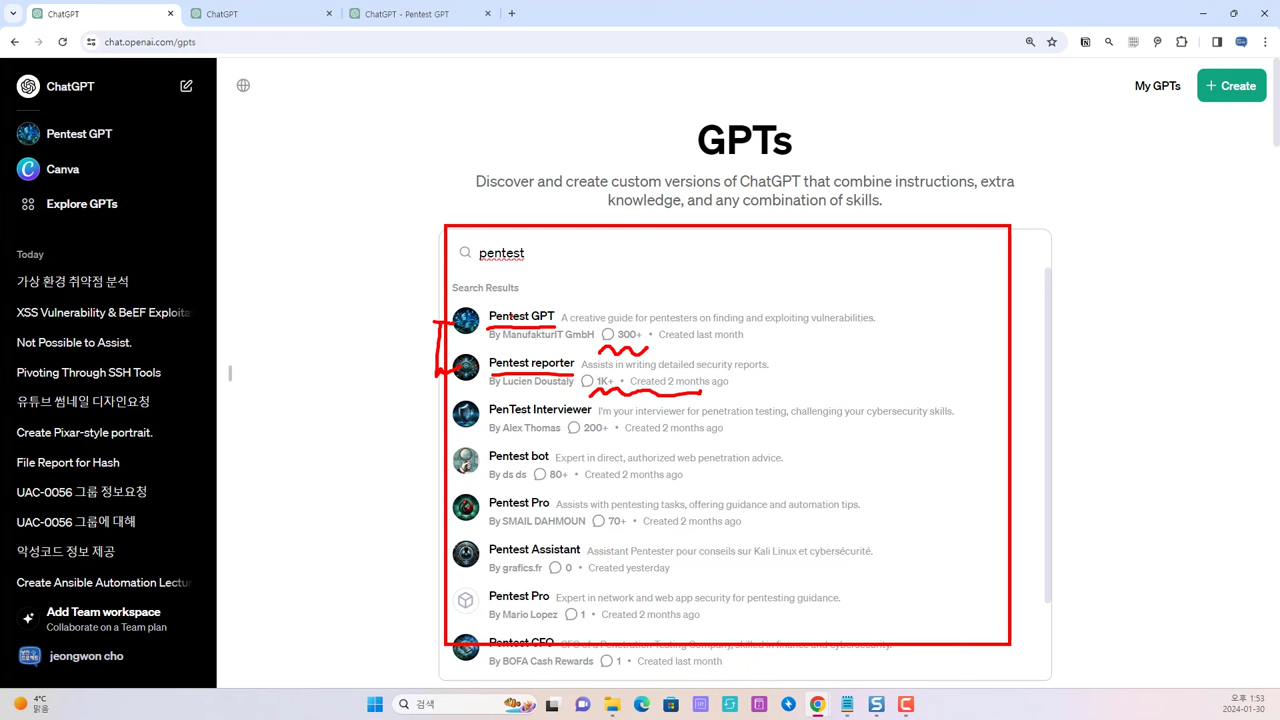 ChatGPT
ChatGPT
ChatGPT - Pentest GPT
chat.openai.com/gpts
ChatGPT
Pentest GPT
Canva
Explore GPTs
Today
가상 환경 취약점 분석
XSS Vulnerability & BeEF Exploita
Not Possible to Assist.
Pivoting Through SSH Tools
유튜브 썸네일 디자인요청
Create Pixar-style portrait.
File Report for Hash
UAC-0056 그룹 정보요청
UAC-0056 그룹에 대해
악성코드 정보 제공
Create Ansible Automation Lectur
Add Team workspace
Collaborate on a Team plan
jeongwon cho
My GPTs
+ Create
GPTs
Discover and create custom versions of ChatGPT that combine instructions, extra
knowledge, and any combination of skills.
pentest
Search Results
Pentest GPT A creative guide for pentesters on finding and exploiting vulnerabilities.
By ManufakturIT GmbH 300+ • Created last month
Pentest reporter Assists in writing detailed security reports.
By Lucien Doustaly 1K+ • Created 2 months ago
PenTest Interviewer I'm your interviewer for penetration testing, challenging your cybersecurity skills.
By Alex Thomas 200+ • Created 2 months ago
Pentest bot Expert in direct, authorized web penetration advice.
By ds ds 80+ • Created 2 months ago
Pentest Pro Assists with pentesting tasks, offering guidance and automation tips.
By SMAIL DAHMOUN 70+ • Created 2 months ago
Pentest Assistant Assistant Pentester pour conseils sur Kali Linux et cybersécurité.
By grafics.fr 0 • Created yesterday
Pentest Pro Expert in network and web app security for pentesting guidance.
By Mario Lopez 1 • Created 2 months ago
Pentest CFO CFO of a Penetration Testing Company, skilled in finance and cybersecurity.
By BOFA Cash Rewards 1 • Created last month
4°C
맑음
검색
오후 1:53
2024-01-30